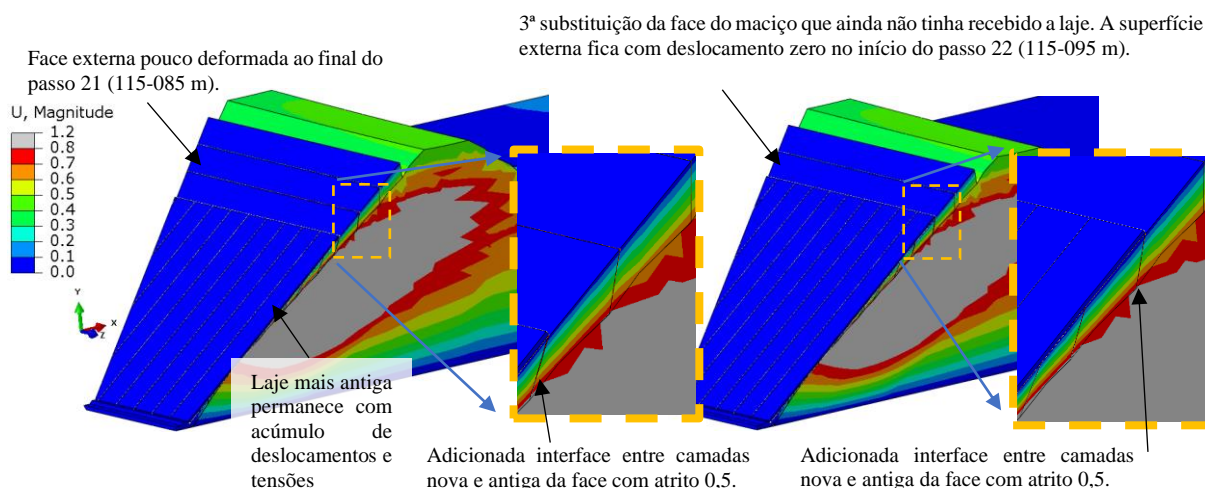 3ª substituição da face do maciço que ainda não tinha recebido a laje. A superfície
externa fica com deslocamento zero no início do passo 22 (115-095 m).
Face externa pouco deformada ao final do
passo 21 (115-085 m).
U, Magnitude
1.2
0.8
0.7
0.6
0.5
0.4
0.3
0.2
0.1
0.0
Y
X
Z
Laje mais antiga
permanece com
acúmulo de
deslocamentos e
tensões
Adicionada interface entre camadas
nova e antiga da face com atrito 0,5.
Adicionada interface entre camadas
nova e antiga da face com atrito 0,5.